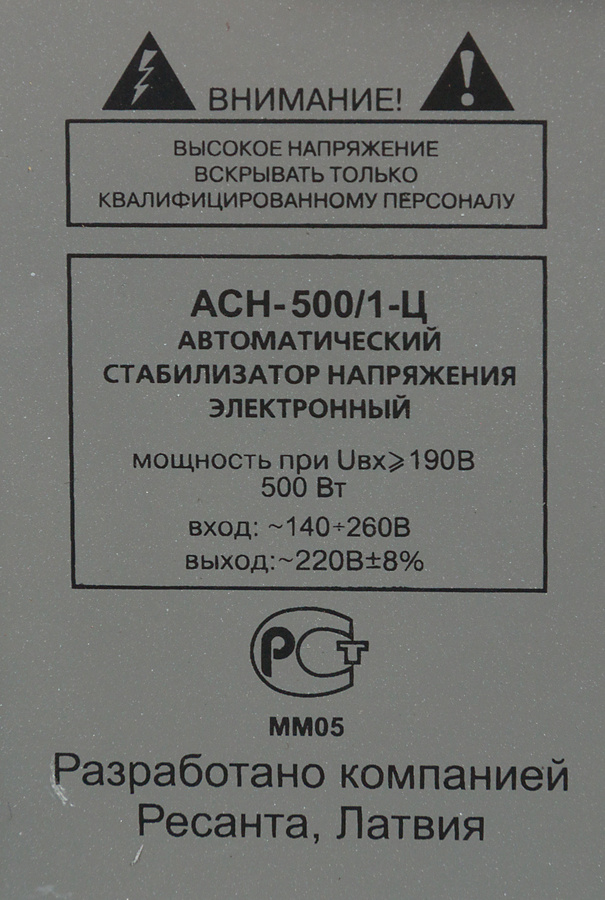 ВНИМАНИЕ!
ВЫСОКОЕ НАПРЯЖЕНИЕ
ВСКРЫВАТЬ ТОЛЬКО
КВАЛИФИЦИРОВАННОМУ ПЕРСОНАЛУ
АСН-500/1-Ц
АВТОМАТИЧЕСКИЙ
СТАБИЛИЗАТОР НАПРЯЖЕНИЯ
ЭЛЕКТРОННЫЙ
мощность при Uвх⩾190В
500 Вт
вход: ~140÷260В
выход:~220В±8%
РСТ
ММ05
Разработано компанией
Ресанта, Латвия